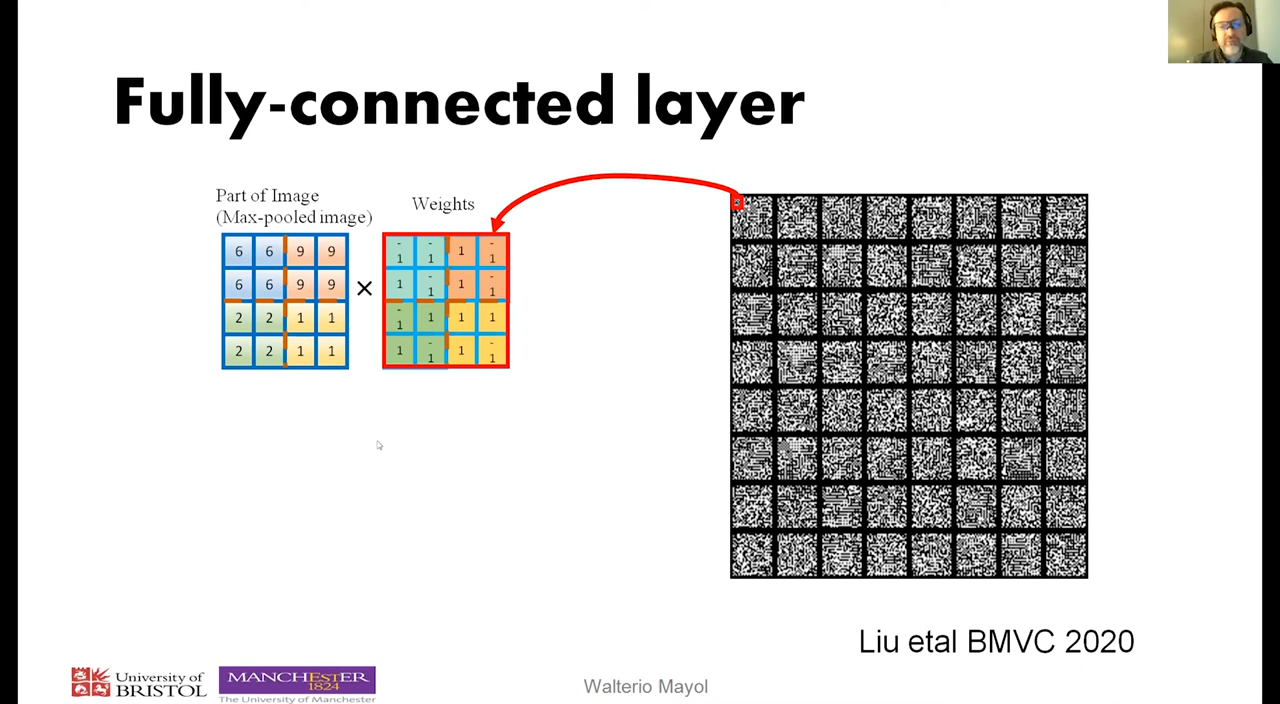 Fully-connected layer
Part of Image
(Max-pooled image)
Weights
6 6 9 9
6 6 9 9
2 2 1 1
2 2 1 1
×
-1 -1 1 -1
1 -1 1 -1
-1 1 1 1
1 -1 1 -1
Liu etal BMVC 2020
University of
BRISTOL
MANCHESTER
1824
The University of Manchester
Walterio Mayol